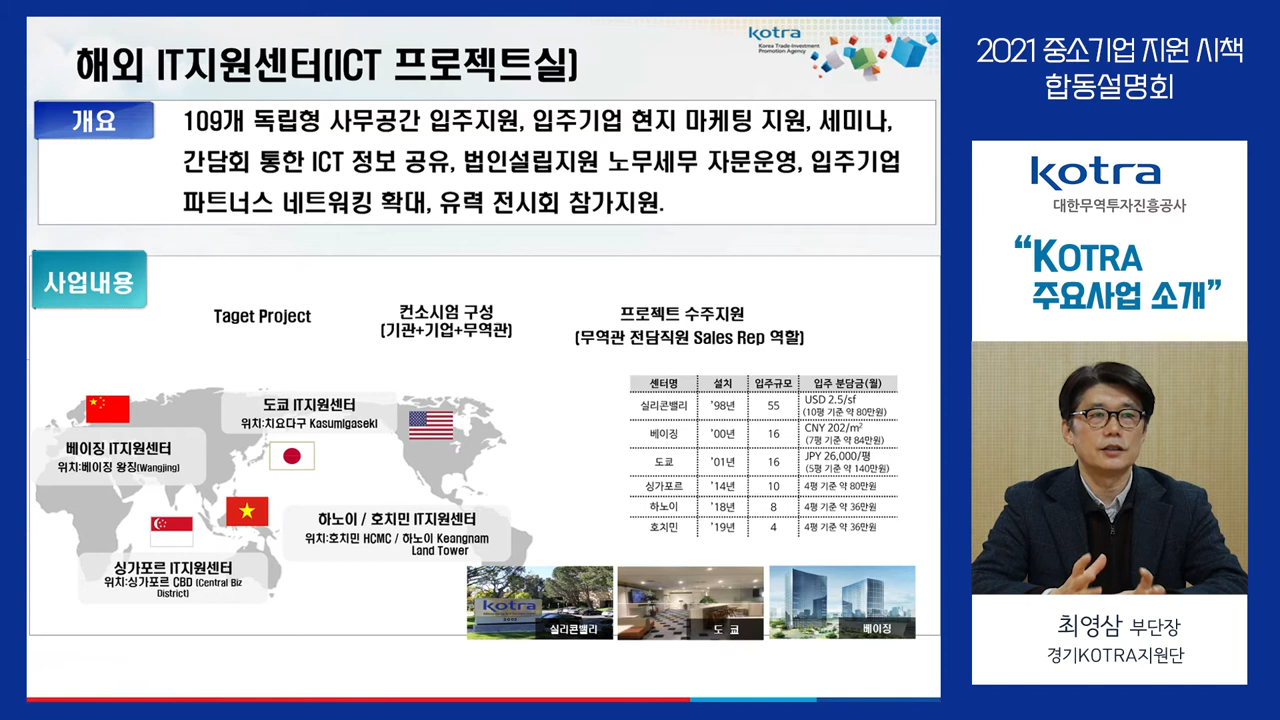 해외 IT지원센터(ICT 프로젝트실)
kotra
Korea Trade-Investment
Promotion Agency
개요
109개 독립형 사무공간 입주지원, 입주기업 현지 마케팅 지원, 세미나,
간담회 통한 ICT 정보 공유, 법인설립지원 노무세무 자문운영, 입주기업
파트너스 네트워킹 확대, 유력 전시회 참가지원.
사업내용
Taget Project
컨소시엄 구성
(기관+기업+무역관)
프로젝트 수주지원
(무역관 전담직원 Sales Rep 역할)
도쿄 IT지원센터
위치:치요다구 Kasumigaseki
베이징 IT지원센터
위치:베이징 왕징(Wangjing)
하노이 / 호치민 IT지원센터
위치:호치민 HCMC / 하노이 Keangnam
Land Tower
싱가포르 IT지원센터
위치:싱가포르 CBD (Central Biz
District)
센터명 설치 입주규모 입주 분담금(월)
실리콘밸리 '98년 55 USD 2.5/sf
(10평 기준 약 80만원)
베이징 '00년 16 CNY 202/m²
(7평 기준 약 84만원)
도쿄 '01년 16 JPY 26,000/평
(5평 기준 약 140만원)
싱가포르 '14년 10 4평 기준 약 80만원
하노이 '18년 8 4평 기준 약 36만원
호치민 '19년 4 4평 기준 약 36만원
kotra
실리콘밸리
도 쿄
베이징
2021 중소기업 지원 시책
합동설명회
kotra
대한무역투자진흥공사
“KOTRA
주요사업 소개”
최영삼 부단장
경기KOTRA지원단